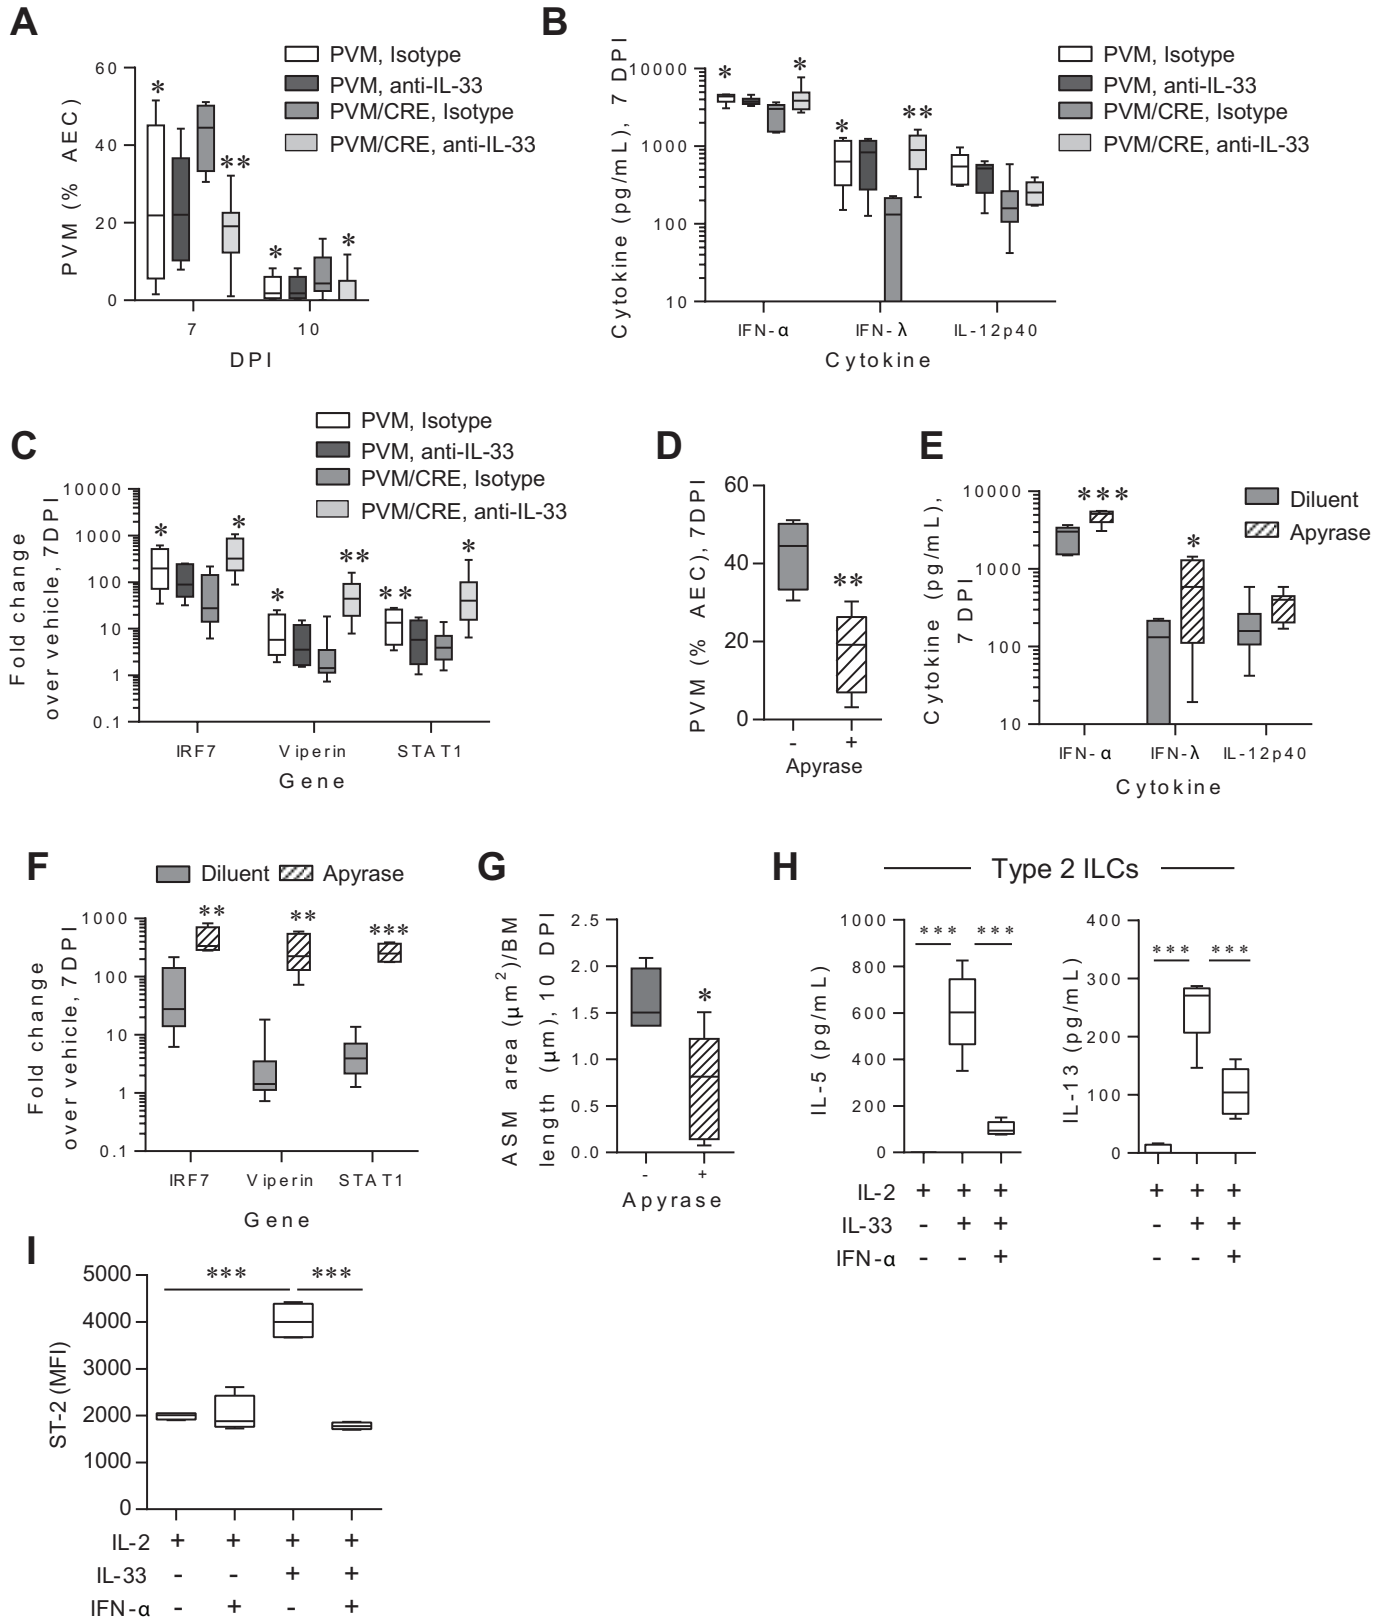 A
PVM, Isotype
PVM, anti-IL-33
PVM/CRE, Isotype
PVM/CRE, anti-IL-33
PVM (% AEC)
60
40
20
0
*
**
*
*
7
10
DPI
B
PVM, Isotype
PVM, anti-IL-33
PVM/CRE, Isotype
PVM/CRE, anti-IL-33
Cytokine (pg/mL), 7 DPI
10000
1000
100
10
*
*
*
**
IFN-α
IFN-λ
IL-12p40
Cytokine
C
PVM, Isotype
PVM, anti-IL-33
PVM/CRE, Isotype
PVM/CRE, anti-IL-33
Fold change
over vehicle, 7DPI
10000
1000
100
10
1
0.1
*
*
*
**
**
*
IRF7
Viperin
STAT1
Gene
D
PVM (% AEC), 7DPI
60
40
20
0
**
-
+
Apyrase
E
Cytokine (pg/mL),
7 DPI
10000
1000
100
10
***
*
Diluent
Apyrase
IFN-α
IFN-λ
IL-12p40
Cytokine
F
Diluent
Apyrase
Fold change
over vehicle, 7DPI
1000
100
10
1
0.1
**
**
***
IRF7
Viperin
STAT1
Gene
G
ASM area (μm²)/BM
length (μm), 10 DPI
2.5
2.0
1.5
1.0
0.5
0.0
*
-
+
Apyrase
H
Type 2 ILCs
IL-5 (pg/mL)
1000
800
600
400
200
0
*** ***
IL-13 (pg/mL)
400
300
200
100
0
*** ***
IL-2 + + + + + +
IL-33 - + + - + +
IFN-α - - + - - +
I
ST-2 (MFI)
5000
4000
3000
2000
1000
0
*** ***
IL-2 + + + +
IL-33 - - + +
IFN-α - + - +